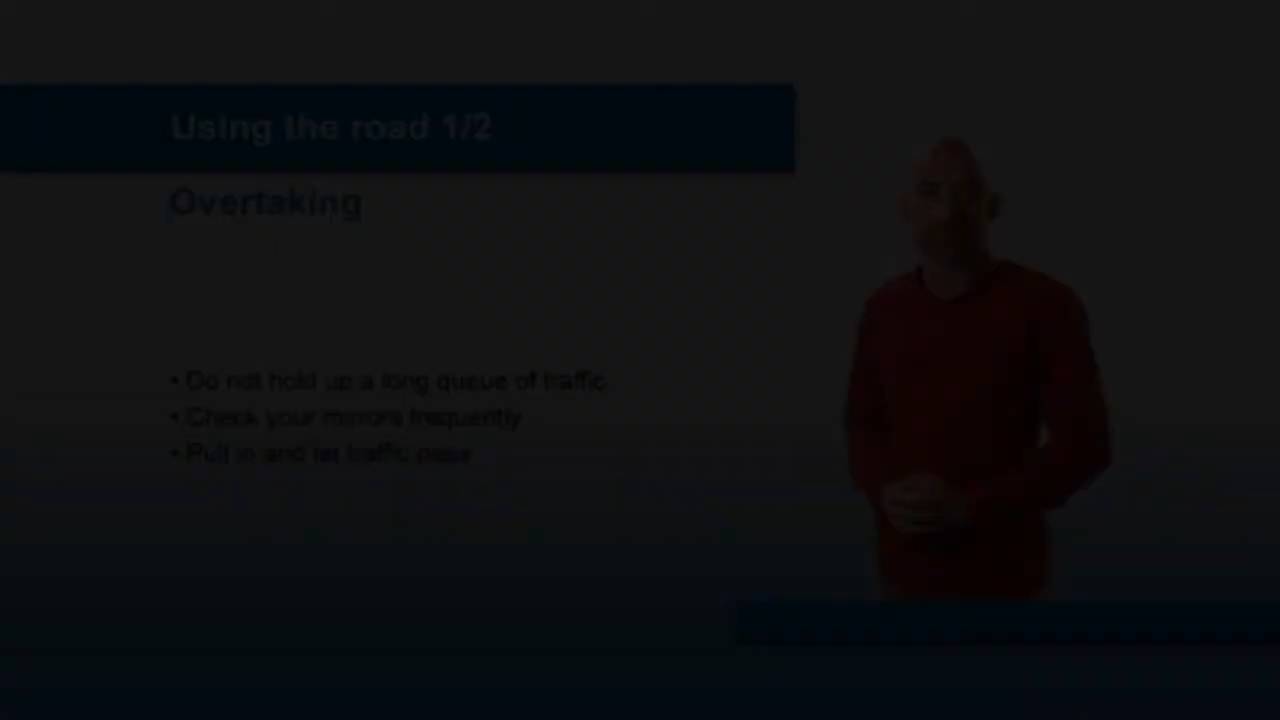 Using the road 1/2
Overtaking
• Do not hold up a long queue of traffic
• Check your mirrors frequently
• Pull in and let traffic pass